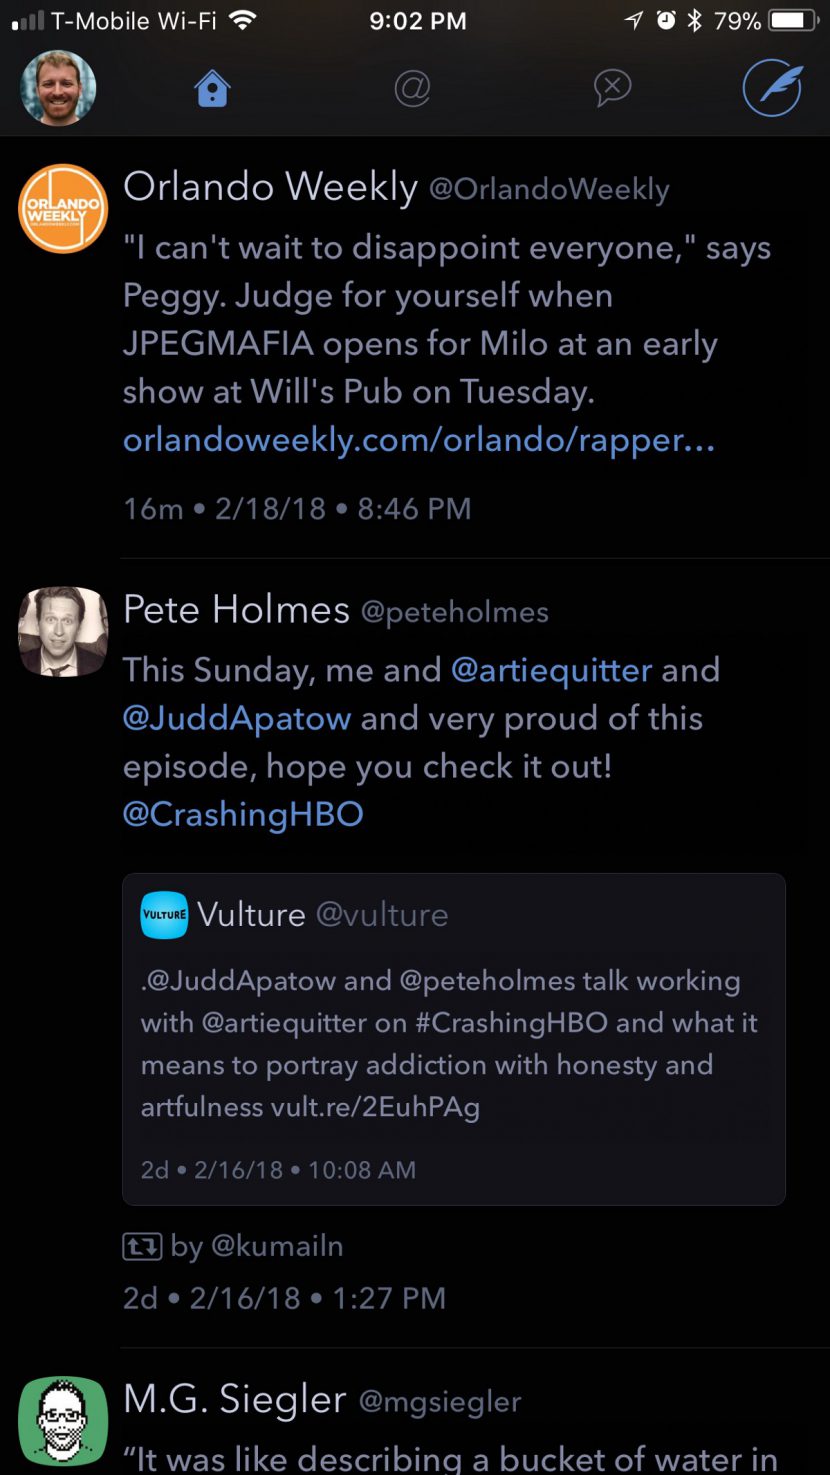 T-Mobile Wi-Fi 9:02 PM 79%
@
Orlando Weekly @OrlandoWeekly
ORLANDO
WEEKLY
"I can't wait to disappoint everyone," says
Peggy. Judge for yourself when
JPEGMAFIA opens for Milo at an early
show at Will's Pub on Tuesday.
orlandoweekly.com/orlando/rapper...
16m • 2/18/18 • 8:46 PM
Pete Holmes @peteholmes
This Sunday, me and @artiequitter and
@JuddApatow and very proud of this
episode, hope you check it out!
@CrashingHBO
VULTURE Vulture @vulture
.@JuddApatow and @peteholmes talk working
with @artiequitter on #CrashingHBO and what it
means to portray addiction with honesty and
artfulness vult.re/2EuhPAg
2d • 2/16/18 • 10:08 AM
by @kumailn
2d • 2/16/18 • 1:27 PM
M.G. Siegler @mgsiegler
“It was like describing a bucket of water in